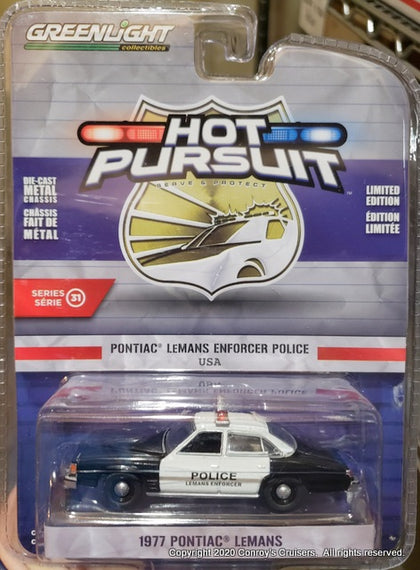 GREENLIGHT
collectibles
HOT
PURSUIT
SERVE & PROTECT
DIE-CAST
METAL
CHASSIS
CHÂSSIS
FAIT DE
MÉTAL
LIMITED
EDITION
ÉDITION
LIMITÉE
SERIES
SÉRIE
31
PONTIAC® LEMANS ENFORCER POLICE
USA
POLICE
LEMANS ENFORCER
1977 PONTIAC® LEMANS
Copyright 2020 Conroy's Cruisers. All rights reserved.